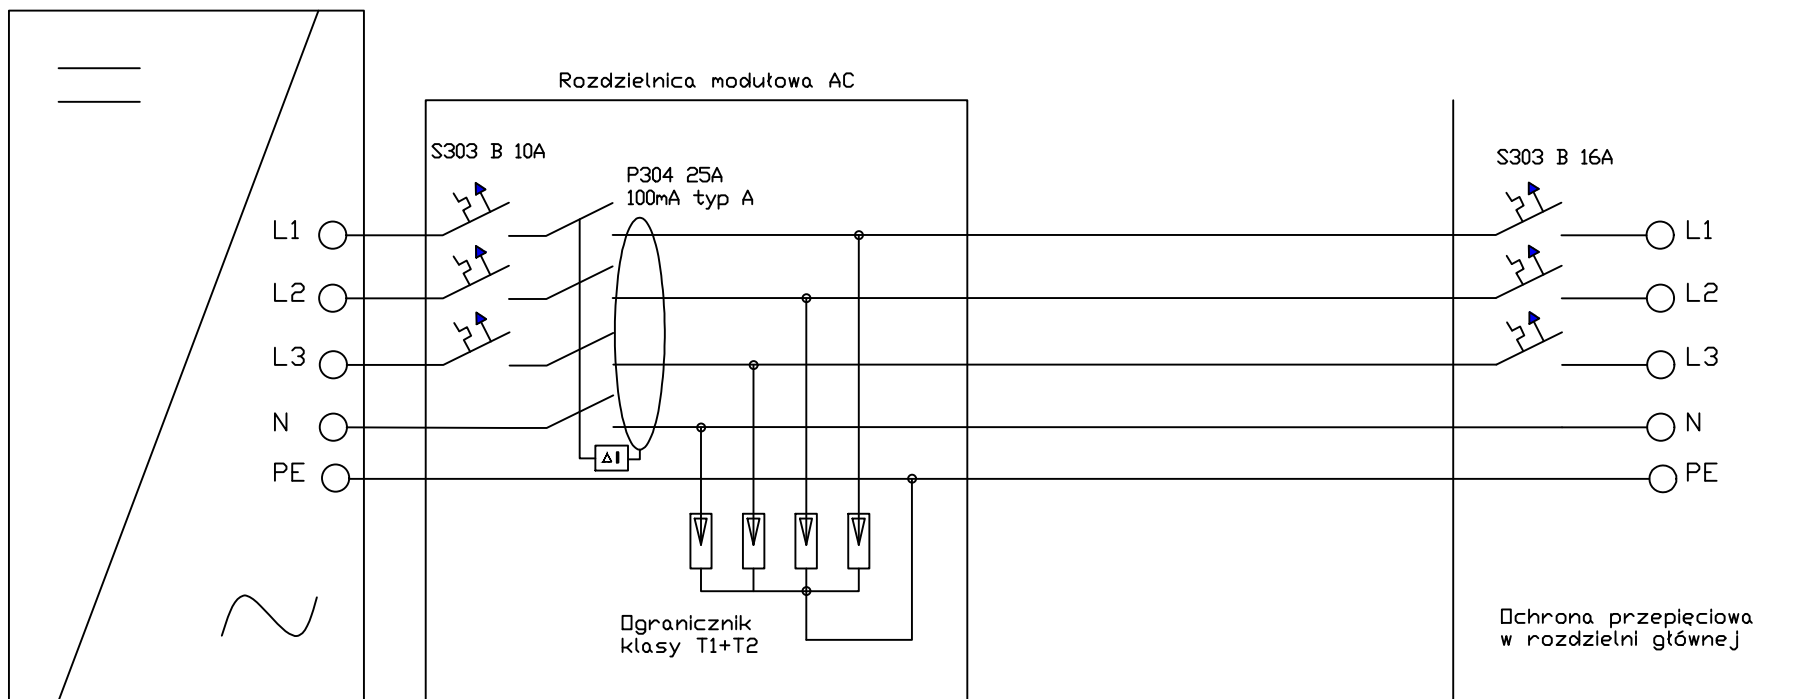 Rozdzielnica modułowa AC
S303 B 10A
P304 25A
100mA typ A
S303 B 16A
L1
L1
L2
L2
L3
L3
N
N
PE
PE
ΔI
Ogranicznik
klasy T1+T2
Ochrona przepięciowa
w rozdzielni głównej